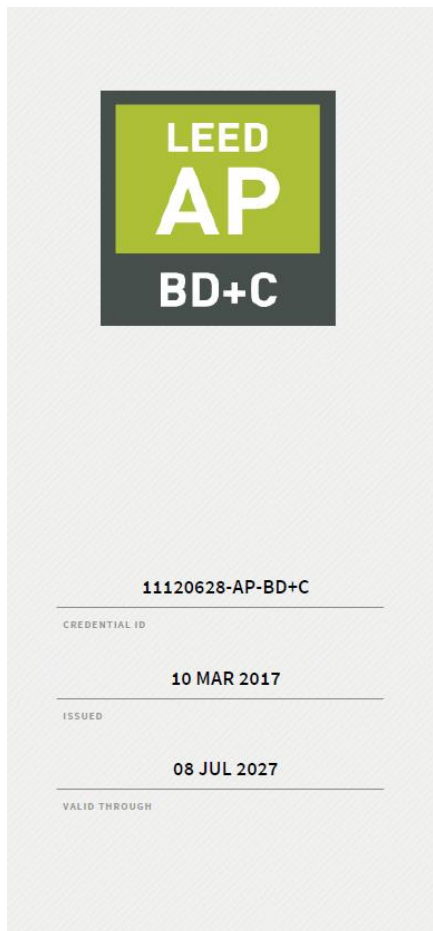 LEED
AP
BD+C
11120628-AP-BD+C
CREDENTIAL ID
10 MAR 2017
ISSUED
08 JUL 2027
VALID THROUGH